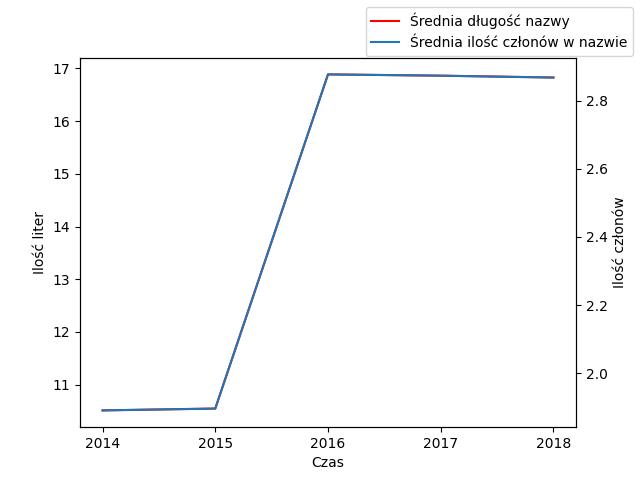 Średnia długość nazwy
Średnia ilość członów w nazwie
17
16
15
14
13
12
11
Ilość liter
2.8
2.6
2.4
2.2
2.0
Ilość członów
2014 2015 2016 2017 2018
Czas